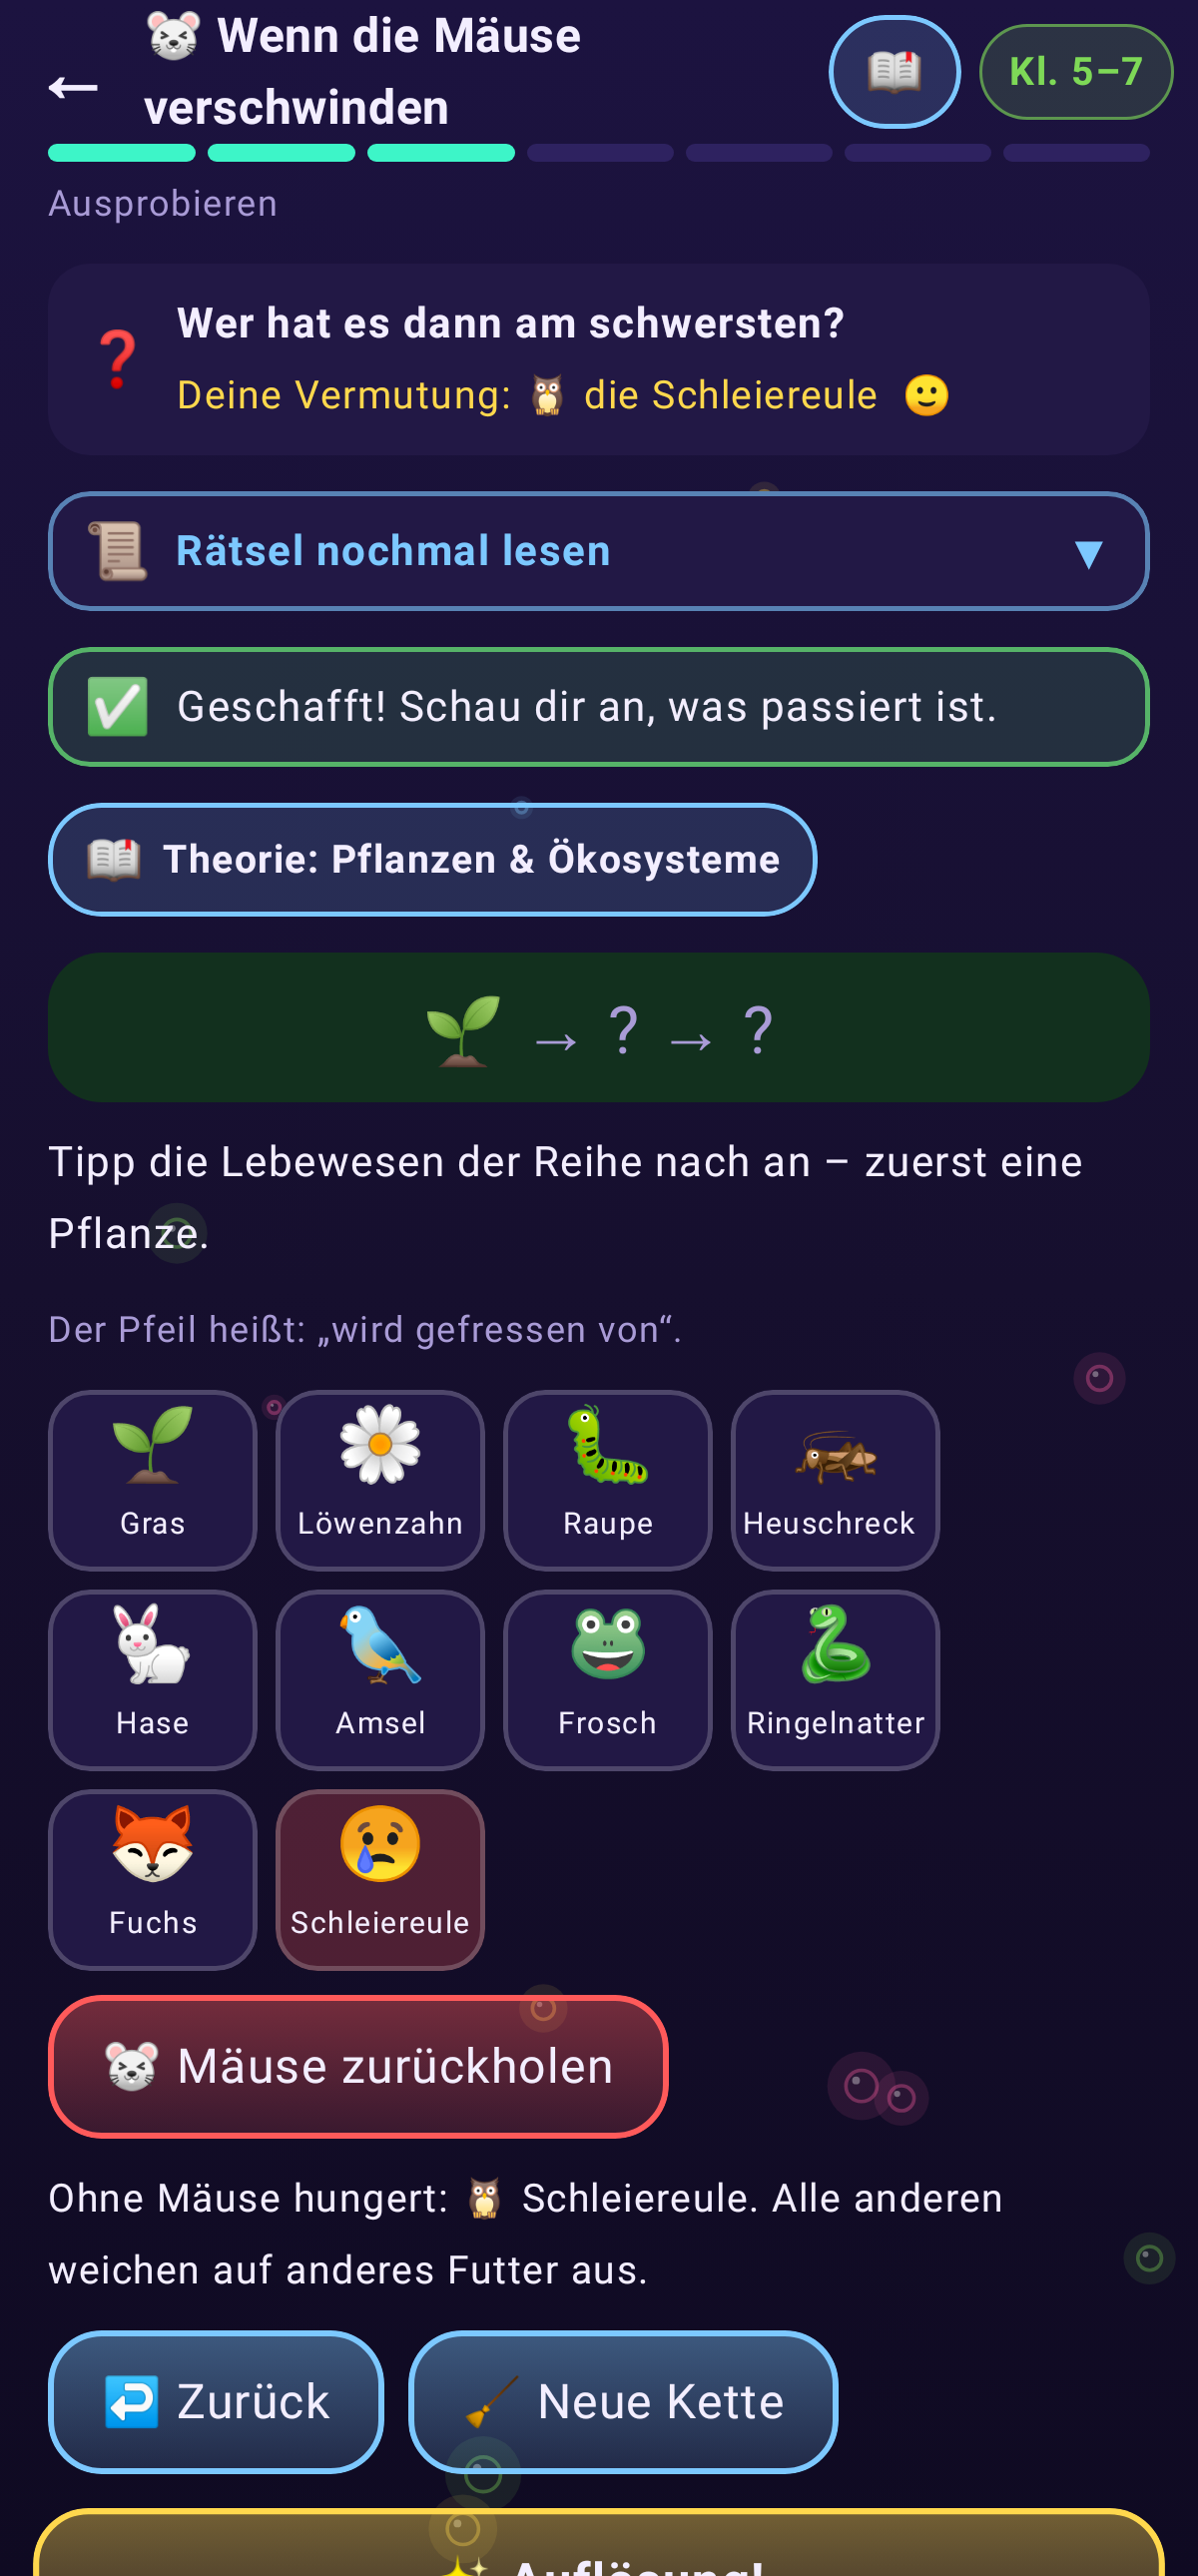 Wenn die Mäuse
verschwinden
Kl. 5–7
Ausprobieren
Wer hat es dann am schwersten?
Deine Vermutung: die Schleiereule
Rätsel nochmal lesen
Geschafft! Schau dir an, was passiert ist.
Theorie: Pflanzen & Ökosysteme
→ ? → ?
Tipp die Lebewesen der Reihe nach an – zuerst eine
Pflanze.
Der Pfeil heißt: „wird gefressen von“.
Gras Löwenzahn Raupe Heuschreck
Hase Amsel Frosch Ringelnatter
Fuchs Schleiereule
Mäuse zurückholen
Ohne Mäuse hungert: Schleiereule. Alle anderen
weichen auf anderes Futter aus.
Zurück Neue Kette
Auflösung!